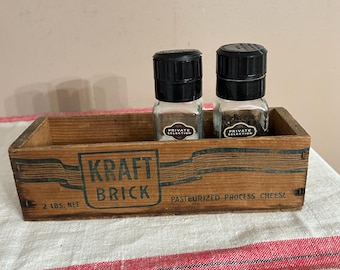 PRIVATE
SELECTION
PRIVATE
SELECTION
KRAFT
BRICK
2 LBS. NET
PASTEURIZED PROCESS CHEESE